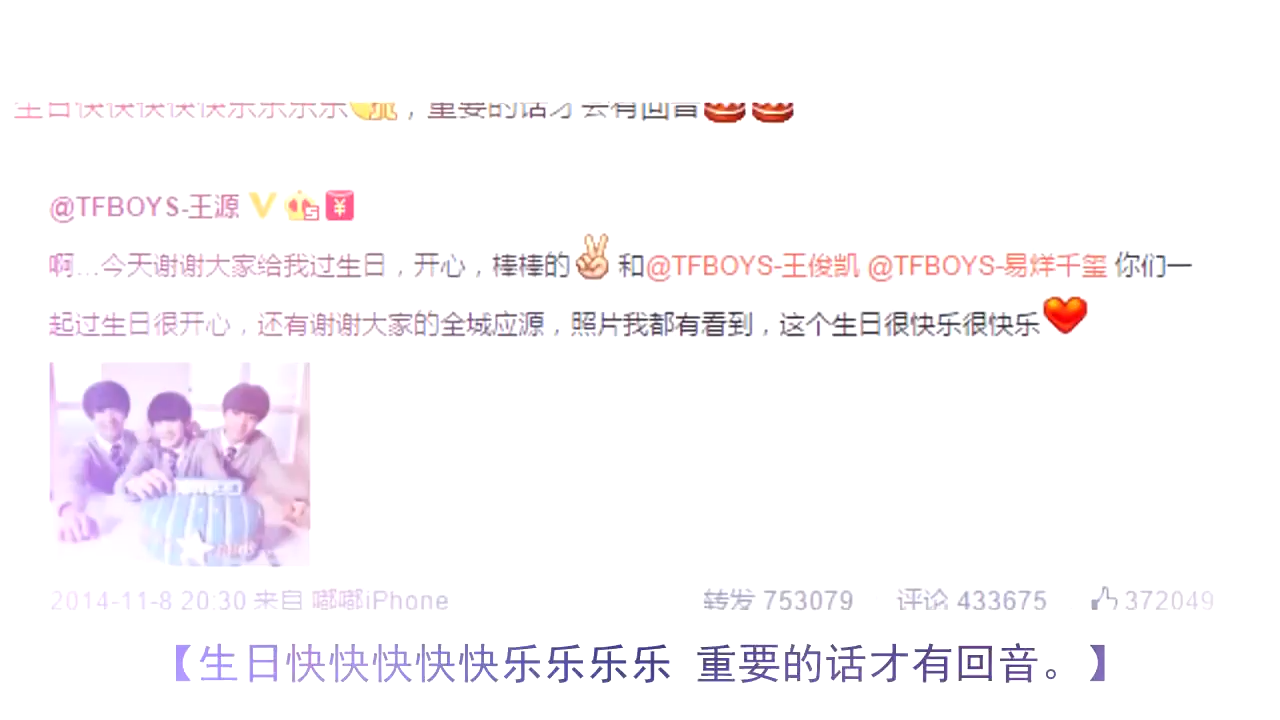 生日快快快快快乐乐乐乐，重要的话才会有回音
@TFBOYS-王源
啊...今天谢谢大家给我过生日，开心，棒棒的✌和@TFBOYS-王俊凯 @TFBOYS-易烊千玺 你们一
起过生日很开心，还有谢谢大家的全城应源，照片我都有看到，这个生日很快乐很快乐❤
2014-11-8 20:30 来自 嘟嘟iPhone 转发 753079 评论 433675 372049
【生日快快快快快乐乐乐乐 重要的话才有回音。】